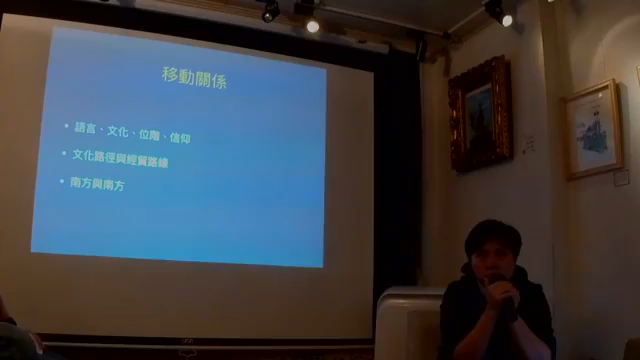 移動關係
• 語言、文化、位階、信仰
• 文化路徑與經貿路線
• 南方與南方